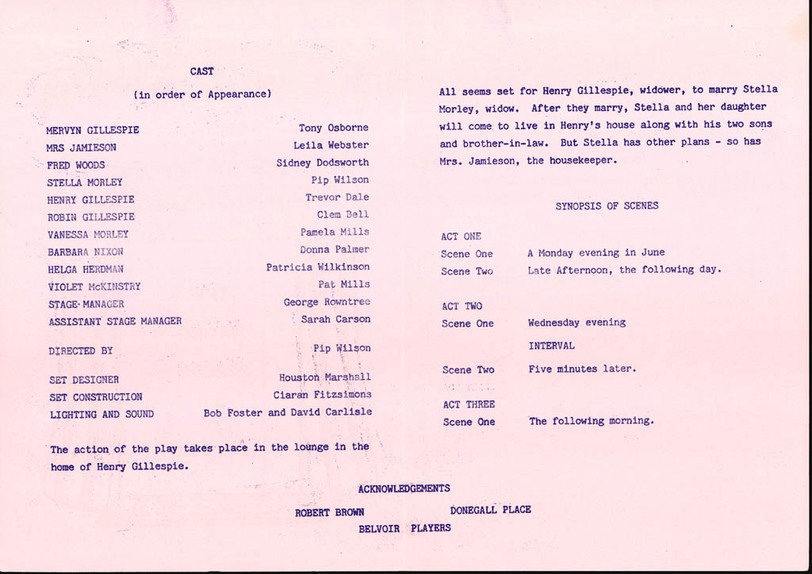 CAST
(in order of Appearance)
MERVYN GILLESPIE Tony Osborne
MRS JAMIESON Leila Webster
FRED WOODS Sidney Dodsworth
STELLA MORLEY Pip Wilson
HENRY GILLESPIE Trevor Dale
ROBIN GILLESPIE Clem Bell
VANESSA MORLEY Pamela Mills
BARBARA NIXON Donna Palmer
HELGA HERDMAN Patricia Wilkinson
VIOLET McKINSTRY Pat Mills
STAGE-MANAGER George Rowntree
ASSISTANT STAGE MANAGER Sarah Carson
DIRECTED BY Pip Wilson
SET DESIGNER Houston Marshall
SET CONSTRUCTION Ciaran Fitzsimons
LIGHTING AND SOUND Bob Foster and David Carlisle
The action of the play takes place in the lounge in the
home of Henry Gillespie.
All seems set for Henry Gillespie, widower, to marry Stella
Morley, widow. After they marry, Stella and her daughter
will come to live in Henry's house along with his two sons
and brother-in-law. But Stella has other plans - so has
Mrs. Jamieson, the housekeeper.
SYNOPSIS OF SCENES
ACT ONE
Scene One A Monday evening in June
Scene Two Late Afternoon, the following day.
ACT TWO
Scene One Wednesday evening
INTERVAL
Scene Two Five minutes later.
ACT THREE
Scene One The following morning.
ACKNOWLEDGEMENTS
ROBERT BROWN DONEGALL PLACE
BELVOIR PLAYERS